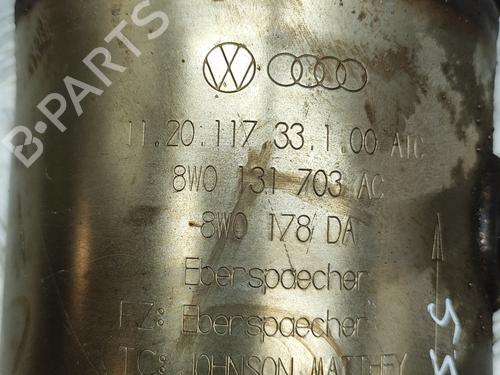 B-PARTS
11.20.117.33.1.00 AIC
8W0 131 703 AC
8W0 178 DA
Eberspaecher
FZ: Eberspaecher
TC: JOHNSON MATTHEY